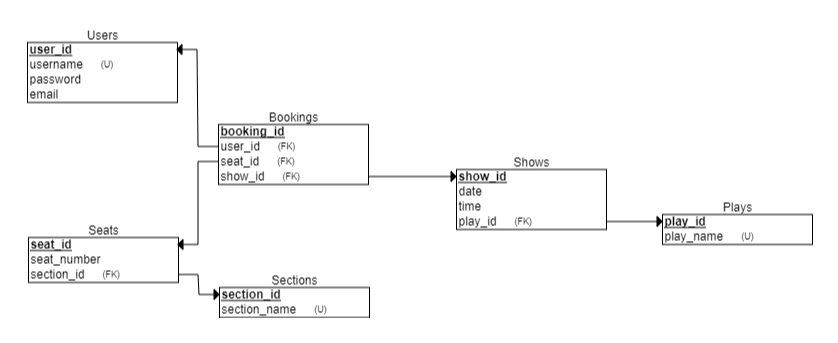 Users
user_id
username (U)
password
email
Bookings
booking_id
user_id (FK)
seat_id (FK)
show_id (FK)
Shows
show_id
date
time
play_id (FK)
Plays
play_id
play_name (U)
Seats
seat_id
seat_number
section_id (FK)
Sections
section_id
section_name (U)